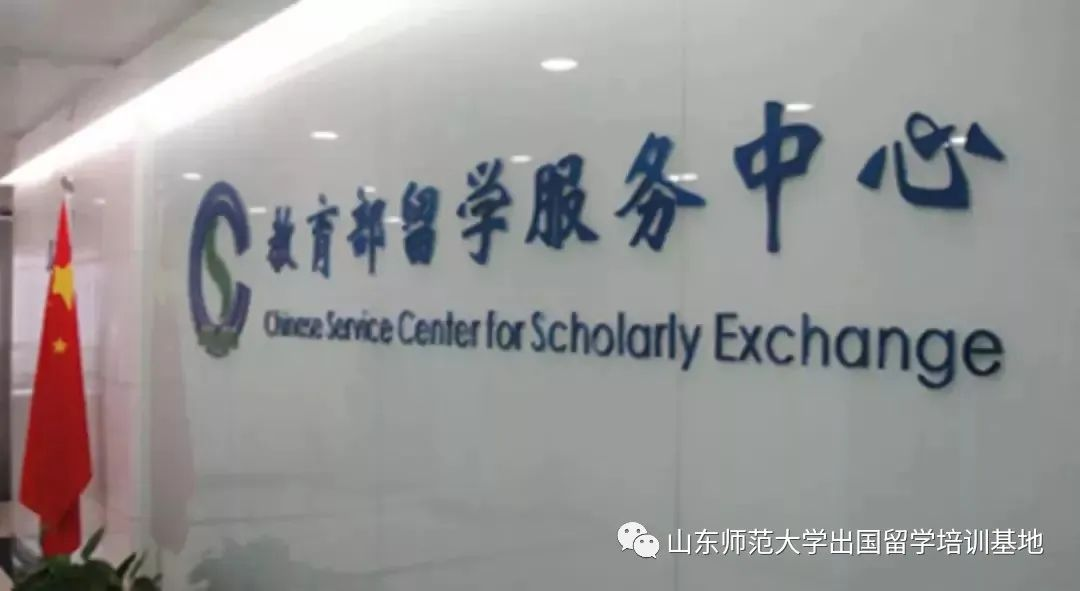 教育部留学服务中心
Chinese Service Center for Scholarly Exchange
山东师范大学出国留学培训基地